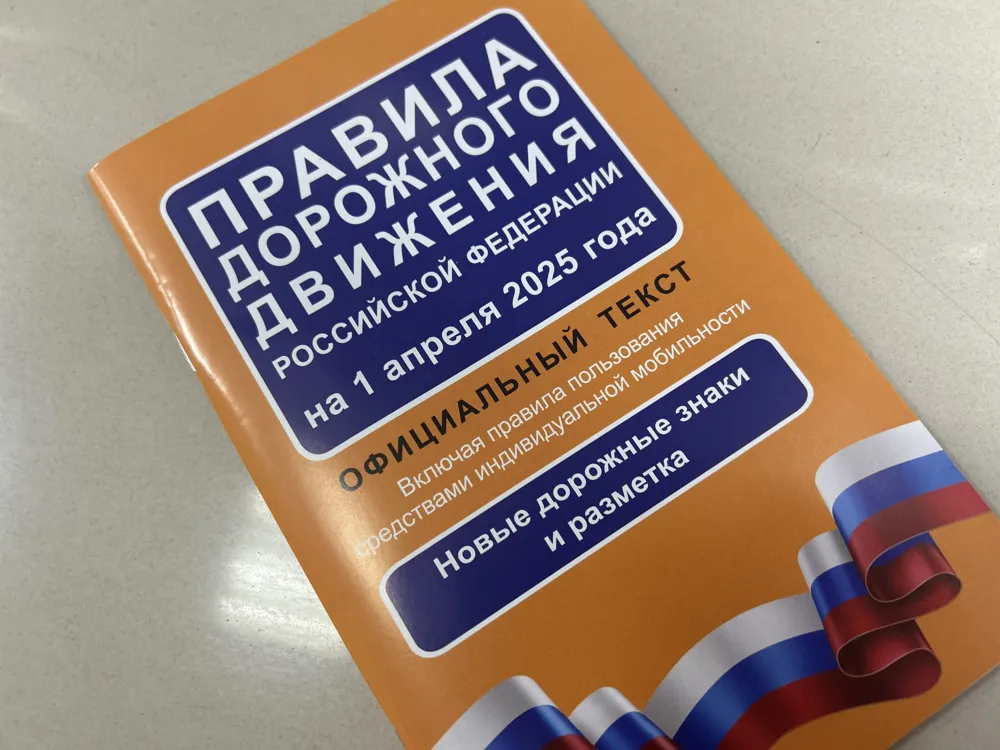 ПРАВИЛА
ДОРОЖНОГО
ДВИЖЕНИЯ
РОССИЙСКОЙ ФЕДЕРАЦИИ
на 1 апреля 2025 года
ОФИЦИАЛЬНЫЙ ТЕКСТ
Включая правила пользования
средствами индивидуальной мобильности
Новые дорожные знаки
и разметка